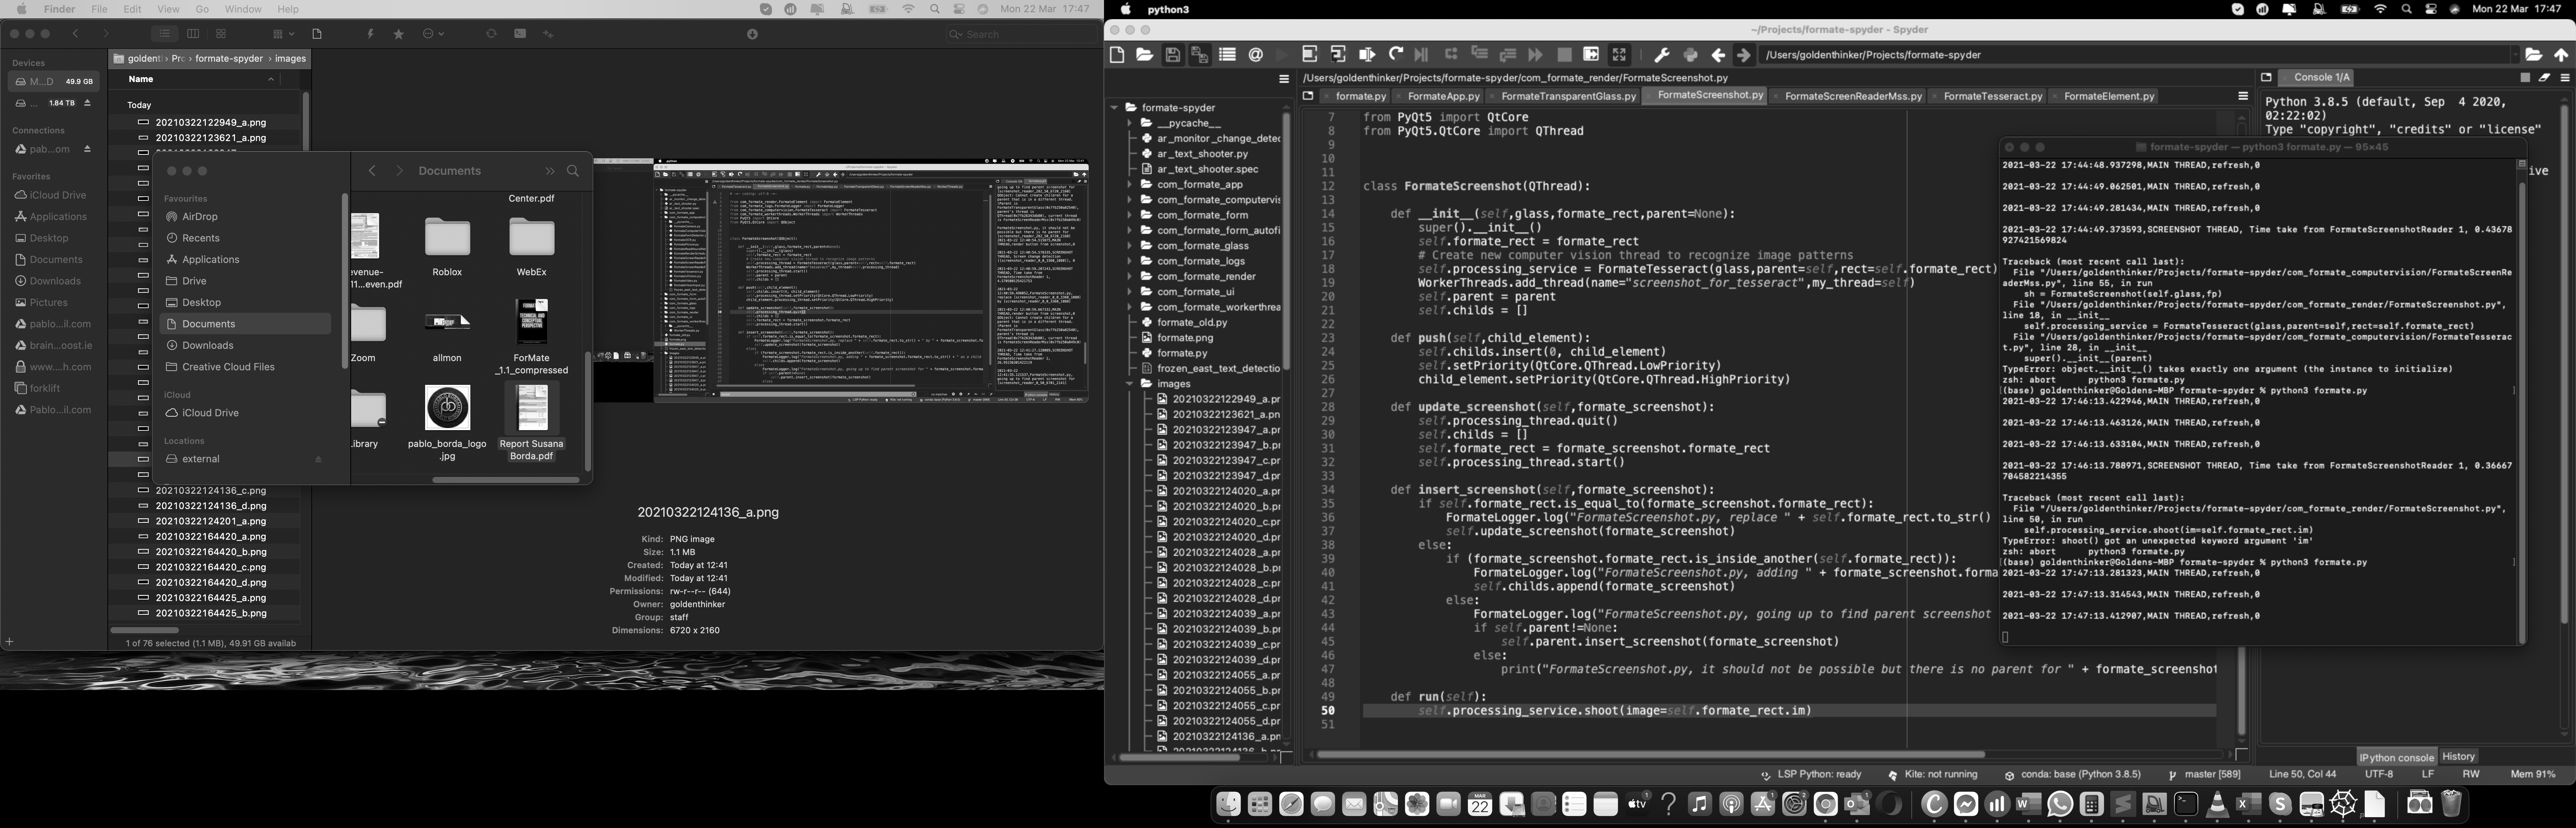 Finder File Edit View Go Window Help
Mon 22 Mar 17:47
Search
Devices
M...D 49.9 GB
... 1.84 TB
Connections
pab...om
Favorites
iCloud Drive
Applications
Desktop
Documents
Downloads
Pictures
pablo...il.com
brain...oost.ie
www....h.com
forklift
Pablo...il.com
formate-spyder › images
Name
Today
20210322122949_a.png
20210322123621_a.png
20210322124136_c.png
20210322124136_d.png
20210322124201_a.png
20210322164420_a.png
20210322164420_b.png
20210322164420_c.png
20210322164420_d.png
20210322164425_a.png
20210322164425_b.png
1 of 76 selected (1.1 MB), 49.91 GB availab
Documents
Favourites
AirDrop
Recents
Applications
Drive
Desktop
Documents
Downloads
Creative Cloud Files
iCloud
iCloud Drive
Locations
external
Center.pdf
evenue-
11...even.pdf
Roblox
WebEx
Zoom
allmon
ForMate
_1.1_compressed
ibrary
pablo_borda_logo
.jpg
Report Susana
Borda.pdf
20210322124136_a.png
Kind: PNG image
Size: 1.1 MB
Created: Today at 12:41
Modified: Today at 12:41
Permissions: rw-r--r-- (644)
Owner: goldenthinker
Group: staff
Dimensions: 6720 x 2160
python3
Mon 22 Mar 17:47
~/Projects/formate-spyder - Spyder
/Users/goldenthinker/Projects/formate-spyder
/Users/goldenthinker/Projects/formate-spyder/com_formate_render/FormateScreenshot.py
formate.py FormateApp.py FormateTransparentGlass.py FormateScreenshot.py FormateScreenReaderMss.py FormateTesseract.py FormateElement.py
formate-spyder
__pycache__
ar_monitor_change_detec
ar_text_shooter.py
ar_text_shooter.spec
com_formate_app
com_formate_computervis
com_formate_form
com_formate_form_autofi
com_formate_glass
com_formate_logs
com_formate_render
com_formate_ui
com_formate_workerthrea
formate_old.py
formate.png
formate.py
frozen_east_text_detectio
images
20210322122949_a.pn
20210322123621_a.pn
20210322123947_a.pr
20210322123947_b.pr
20210322123947_c.pr
20210322123947_d.pr
20210322124020_a.pr
20210322124020_b.pr
20210322124020_c.pr
20210322124020_d.pr
20210322124028_a.pr
20210322124028_b.pr
20210322124028_c.pr
20210322124028_d.pr
20210322124039_a.pr
20210322124039_b.pr
20210322124039_c.pr
20210322124039_d.pr
20210322124055_a.pr
20210322124055_b.pr
20210322124055_c.pr
20210322124055_d.pr
20210322124136_a.pr
7 from PyQt5 import QtCore
8 from PyQt5.QtCore import QThread
9
10
11
12 class FormateScreenshot(QThread):
13
14 def __init__(self,glass,formate_rect,parent=None):
15 super().__init__()
16 self.formate_rect = formate_rect
17 # Create new computer vision thread to recognize image patterns
18 self.processing_service = FormateTesseract(glass,parent=self,rect=self.formate_rect)
19 WorkerThreads.add_thread(name="screenshot_for_tesseract",my_thread=self)
20 self.parent = parent
21 self.childs = []
22
23 def push(self,child_element):
24 self.childs.insert(0, child_element)
25 self.setPriority(QtCore.QThread.LowPriority)
26 child_element.setPriority(QtCore.QThread.HighPriority)
27
28 def update_screenshot(self,formate_screenshot):
29 self.processing_thread.quit()
30 self.childs = []
31 self.formate_rect = formate_screenshot.formate_rect
32 self.processing_thread.start()
33
34 def insert_screenshot(self,formate_screenshot):
35 if self.formate_rect.is_equal_to(formate_screenshot.formate_rect):
36 FormateLogger.log("FormateScreenshot.py, replace " + self.formate_rect.to_str()
37 self.update_screenshot(formate_screenshot)
38 else:
39 if (formate_screenshot.formate_rect.is_inside_another(self.formate_rect)):
40 FormateLogger.log("FormateScreenshot.py, adding " + formate_screenshot.forma
41 self.childs.append(formate_screenshot)
42 else:
43 FormateLogger.log("FormateScreenshot.py, going up to find parent screenshot
44 if self.parent!=None:
45 self.parent.insert_screenshot(formate_screenshot)
46 else:
47 print("FormateScreenshot.py, it should not be possible but there is no parent for " + formate_screenshot
48
49 def run(self):
50 self.processing_service.shoot(image=self.formate_rect.im)
51
Console 1/A
Python 3.8.5 (default, Sep 4 2020,
02:22:02)
Type "copyright", "credits" or "license"
formate-spyder — python3 formate.py — 95×45
2021-03-22 17:44:48.937298,MAIN THREAD,refresh,0
2021-03-22 17:44:49.062501,MAIN THREAD,refresh,0
2021-03-22 17:44:49.281434,MAIN THREAD,refresh,0
2021-03-22 17:44:49.373593,SCREENSHOT THREAD, Time take from FormateScreenshotReader 1, 0.43678
927421569824
Traceback (most recent call last):
File "/Users/goldenthinker/Projects/formate-spyder/com_formate_computervision/FormateScreenRe
aderMss.py", line 55, in run
sh = FormateScreenshot(self.glass,fp)
File "/Users/goldenthinker/Projects/formate-spyder/com_formate_render/FormateScreenshot.py",
line 18, in __init__
self.processing_service = FormateTesseract(glass,parent=self,rect=self.formate_rect)
File "/Users/goldenthinker/Projects/formate-spyder/com_formate_computervision/FormateTesserac
t.py", line 28, in __init__
super().__init__(parent)
TypeError: object.__init__() takes exactly one argument (the instance to initialize)
zsh: abort python3 formate.py
(base) goldenthinker@Goldens-MBP formate-spyder % python3 formate.py
2021-03-22 17:46:13.422946,MAIN THREAD,refresh,0
2021-03-22 17:46:13.463126,MAIN THREAD,refresh,0
2021-03-22 17:46:13.633104,MAIN THREAD,refresh,0
2021-03-22 17:46:13.788971,SCREENSHOT THREAD, Time take from FormateScreenshotReader 1, 0.36667
704582214355
Traceback (most recent call last):
File "/Users/goldenthinker/Projects/formate-spyder/com_formate_render/FormateScreenshot.py",
line 50, in run
self.processing_service.shoot(im=self.formate_rect.im)
TypeError: shoot() got an unexpected keyword argument 'im'
zsh: abort python3 formate.py
(base) goldenthinker@Goldens-MBP formate-spyder % python3 formate.py
2021-03-22 17:47:13.281323,MAIN THREAD,refresh,0
2021-03-22 17:47:13.314543,MAIN THREAD,refresh,0
2021-03-22 17:47:13.412907,MAIN THREAD,refresh,0
ive
IPython console History
LSP Python: ready Kite: not running conda: base (Python 3.8.5) master [589] Line 50, Col 44 UTF-8 LF RW Mem 91%
MAR
22
tv